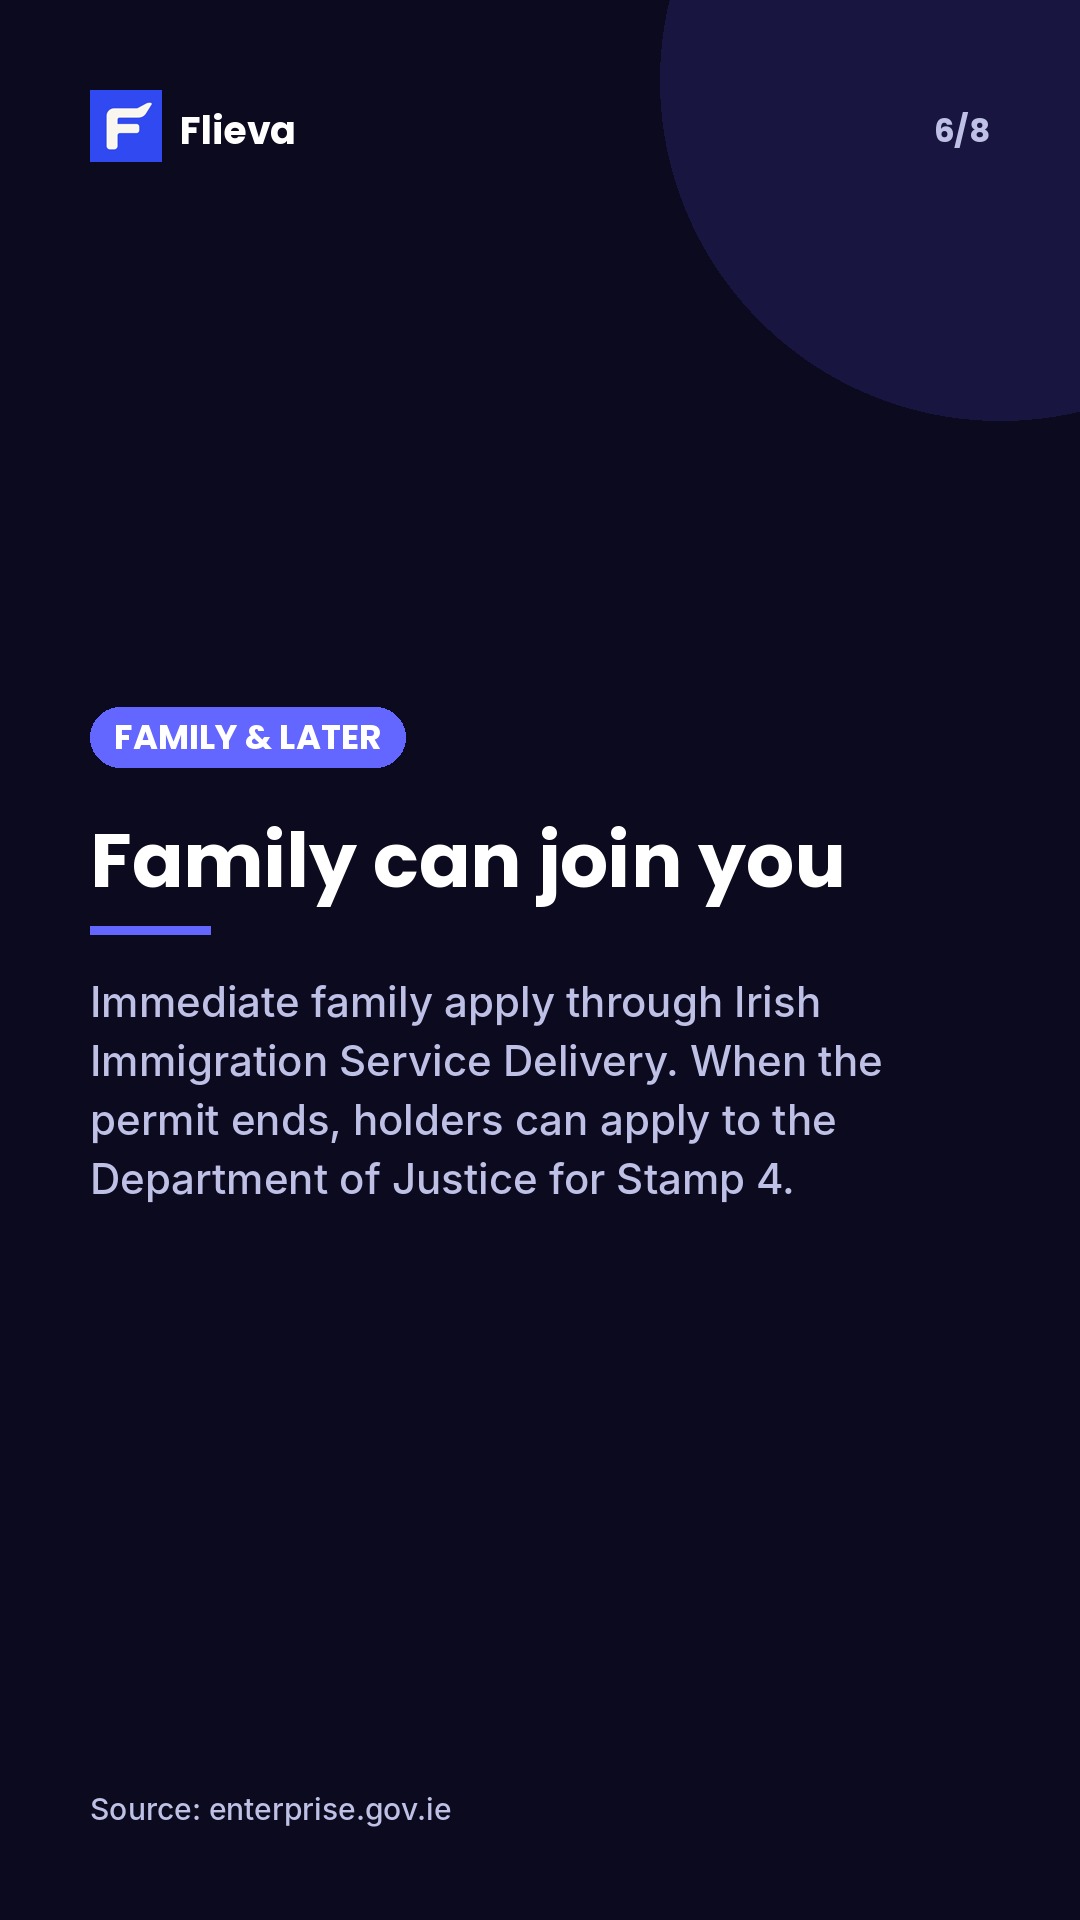 Flieva
6/8
FAMILY & LATER
Family can join you
Immediate family apply through Irish
Immigration Service Delivery. When the
permit ends, holders can apply to the
Department of Justice for Stamp 4.
Source: enterprise.gov.ie